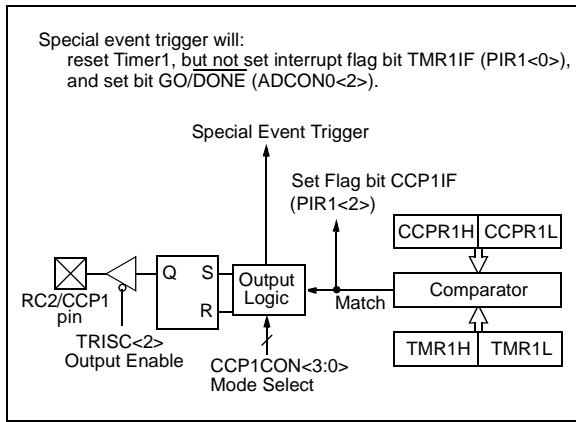 Special event trigger will:
reset Timer1, but not set interrupt flag bit TMR1IF (PIR1<0>),
and set bit GO/DONE (ADCON0<2>).
Special Event Trigger
Set Flag bit CCP1IF
(PIR1<2>)
CCPR1H CCPR1L
Q S
R
Output
Logic
Match
Comparator
RC2/CCP1
pin
TRISC<2>
Output Enable
CCP1CON<3:0>
Mode Select
TMR1H TMR1L